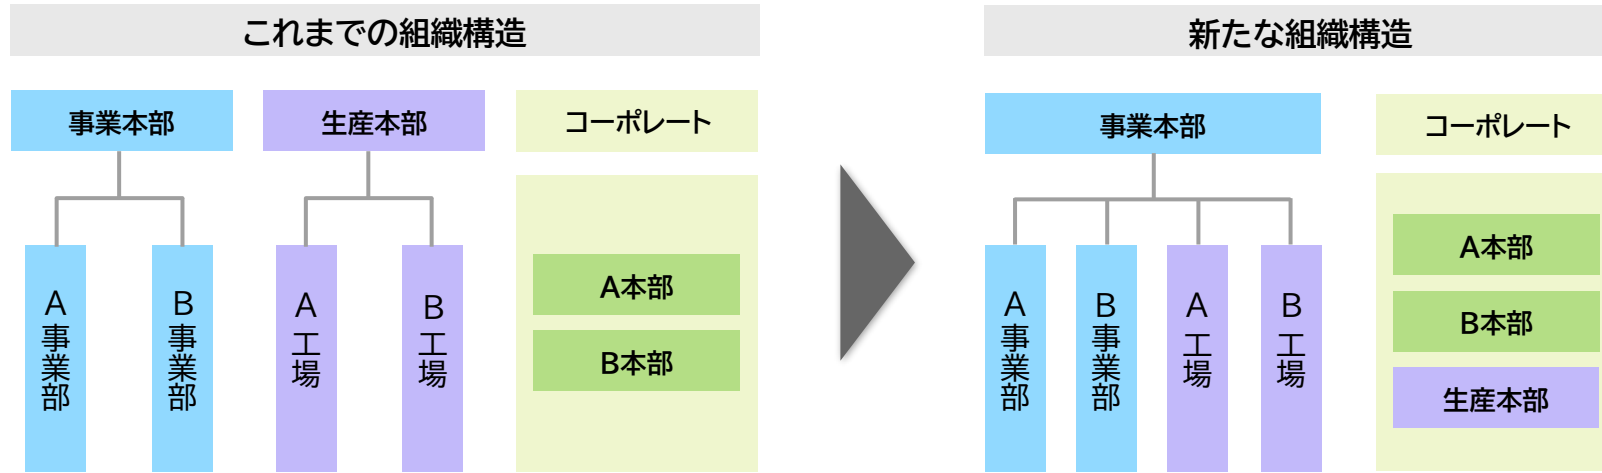 これまでの組織構造
事業本部
生産本部
コーポレート
A事業部
B事業部
A工場
B工場
A本部
B本部
新たな組織構造
事業本部
コーポレート
A事業部
B事業部
A工場
B工場
A本部
B本部
生産本部